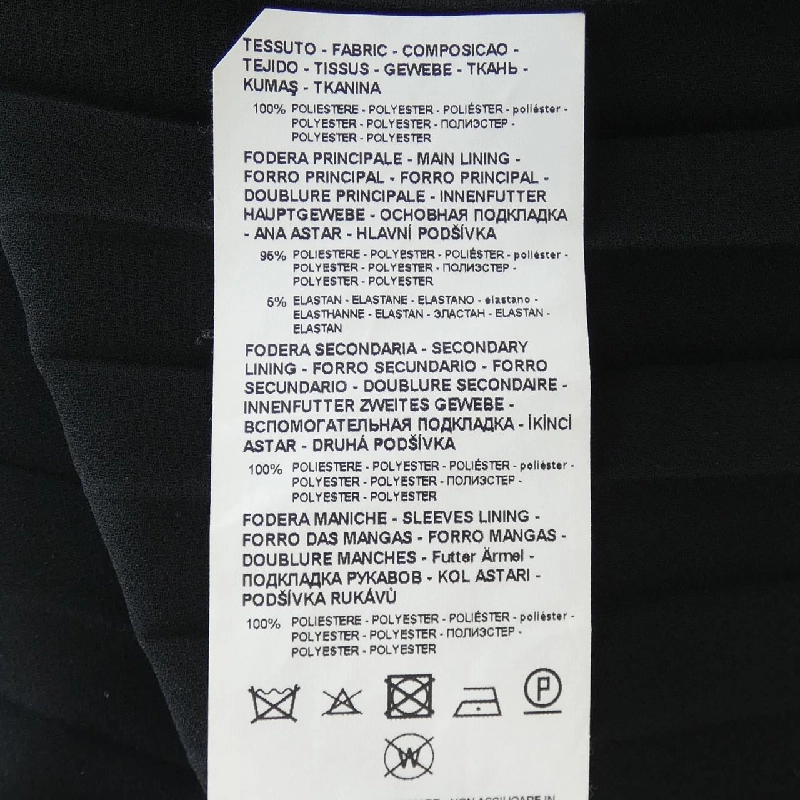 TESSUTO - FABRIC - COMPOSICAO -
TEJIDO - TISSUS - GEWEBE - ТКАНЬ -
KUMAŞ - TKANINA
100% POLIESTERE - POLYESTER - POLIÉSTER - poliéster -
POLYESTER - POLYESTER - ПОЛИЭСТЕР -
POLYESTER - POLYESTER
FODERA PRINCIPALE - MAIN LINING -
FORRO PRINCIPAL - FORRO PRINCIPAL -
DOUBLURE PRINCIPALE - INNENFUTTER
HAUPTGEWEBE - ОСНОВНАЯ ПОДКЛАДКА
- ANA ASTAR - HLAVNÍ PODŠÍVKA
95% POLIESTERE - POLYESTER - POLIÉSTER - poliéster -
POLYESTER - POLYESTER - ПОЛИЭСТЕР -
POLYESTER - POLYESTER
5% ELASTAN - ELASTANE - ELASTANO - elastano -
ELASTHANNE - ELASTAN - ЭЛАСТАН - ELASTAN -
ELASTAN
FODERA SECONDARIA - SECONDARY
LINING - FORRO SECUNDARIO - FORRO
SECUNDARIO - DOUBLURE SECONDAIRE -
INNENFUTTER ZWEITES GEWEBE -
ВСПОМОГАТЕЛЬНАЯ ПОДКЛАДКА - İKİNCİ
ASTAR - DRUHÁ PODŠÍVKA
100% POLIESTERE - POLYESTER - POLIÉSTER - poliéster -
POLYESTER - POLYESTER - ПОЛИЭСТЕР -
POLYESTER - POLYESTER
FODERA MANICHE - SLEEVES LINING -
FORRO DAS MANGAS - FORRO MANGAS -
DOUBLURE MANCHES - Futter Ärmel -
ПОДКЛАДКА РУКАВОВ - KOL ASTARI -
PODŠÍVKA RUKÁVŮ
100% POLIESTERE - POLYESTER - POLIÉSTER - poliéster -
POLYESTER - POLYESTER - ПОЛИЭСТЕР -
POLYESTER - POLYESTER
P
W